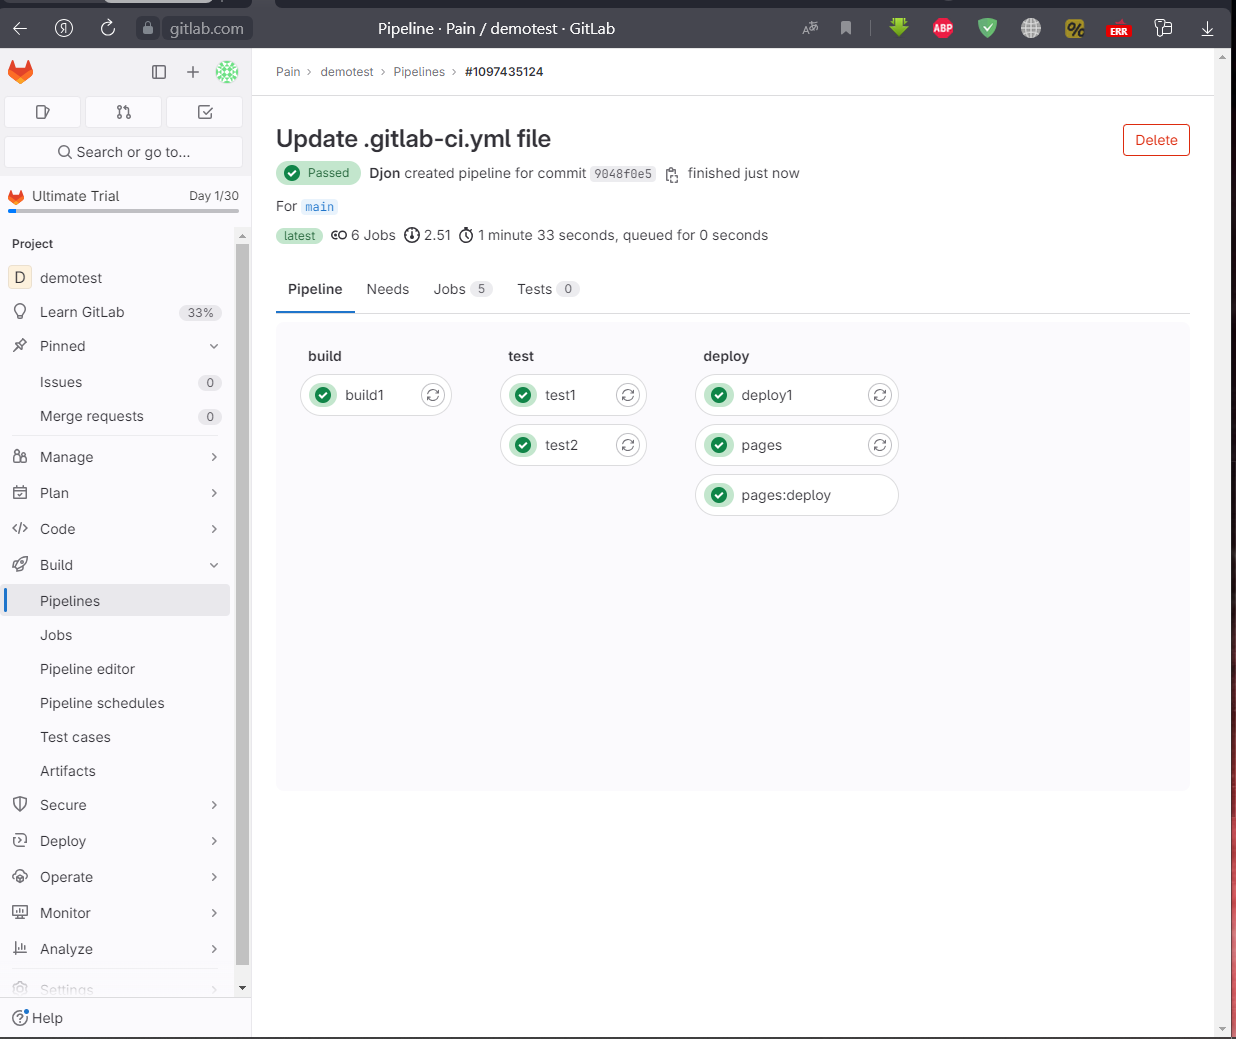 gitlab.com
Pipeline · Pain / demotest · GitLab
ABP
%
ERR
Pain › demotest › Pipelines › #1097435124
Search or go to...
Ultimate Trial Day 1/30
Project
D demotest
Learn GitLab 33%
Pinned
Issues 0
Merge requests 0
Manage
Plan
Code
Build
Pipelines
Jobs
Pipeline editor
Pipeline schedules
Test cases
Artifacts
Secure
Deploy
Operate
Monitor
Analyze
Settings
Help
Update .gitlab-ci.yml file
Delete
Passed Djon created pipeline for commit 9048f0e5 finished just now
For main
latest 6 Jobs 2.51 1 minute 33 seconds, queued for 0 seconds
Pipeline Needs Jobs 5 Tests 0
build test deploy
build1 test1 deploy1
test2 pages
pages:deploy